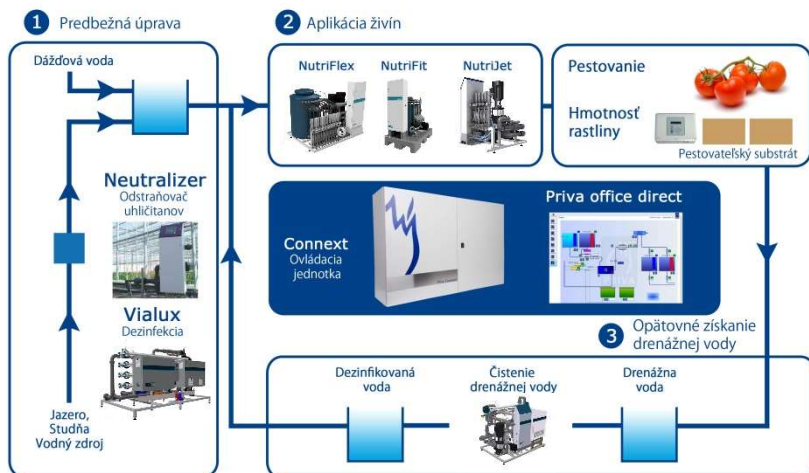 1 Predbežná úprava
Dážďová voda
Neutralizer
Odstraňovač
uhličitanov
Vialux
Dezinfekcia
Jazero,
Studňa
Vodný zdroj
2 Aplikácia živín
NutriFlex
NutriFit
NutriJet
Pestovanie
Hmotnosť
rastliny
Pestovateľský substrát
Connext
Ovládacia
jednotka
Priva office direct
3 Opätovné získanie
drenážnej vody
Dezinfikovaná
voda
Čistenie
drenážnej vody
Drenážna
voda